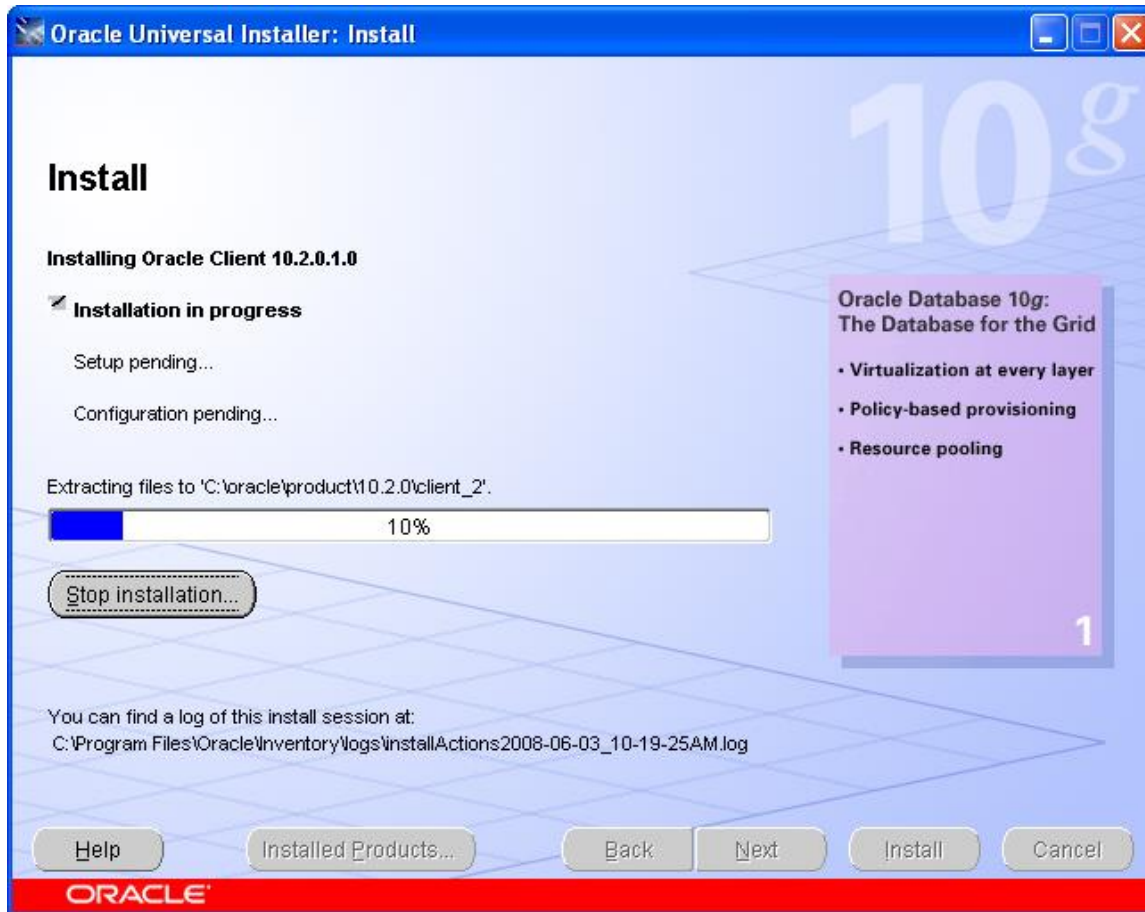 Oracle Universal Installer: Install
10g
Install
Installing Oracle Client 10.2.0.1.0
Installation in progress
Setup pending...
Configuration pending...
Extracting files to 'C:\oracle\product\10.2.0\client_2'.
10%
Stop installation...
Oracle Database 10g:
The Database for the Grid
• Virtualization at every layer
• Policy-based provisioning
• Resource pooling
1
You can find a log of this install session at:
C:\Program Files\Oracle\Inventory\logs\installActions2008-06-03_10-19-25AM.log
Help
Installed Products...
Back
Next
Install
Cancel
ORACLE